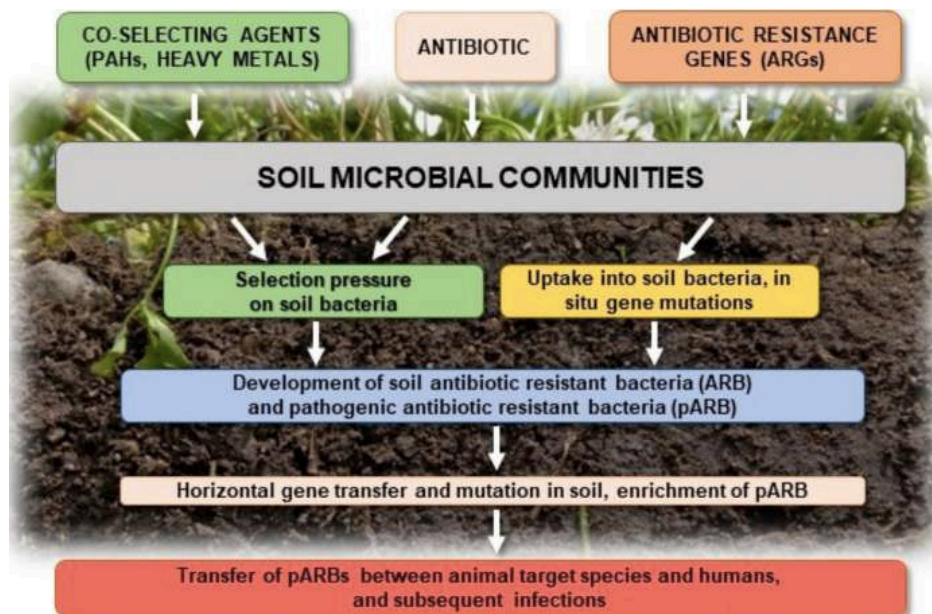 CO-SELECTING AGENTS
(PAHs, HEAVY METALS)
ANTIBIOTIC
ANTIBIOTIC RESISTANCE
GENES (ARGs)
SOIL MICROBIAL COMMUNITIES
Selection pressure
on soil bacteria
Uptake into soil bacteria, in
situ gene mutations
Development of soil antibiotic resistant bacteria (ARB)
and pathogenic antibiotic resistant bacteria (pARB)
Horizontal gene transfer and mutation in soil, enrichment of pARB
Transfer of pARBs between animal target species and humans,
and subsequent infections